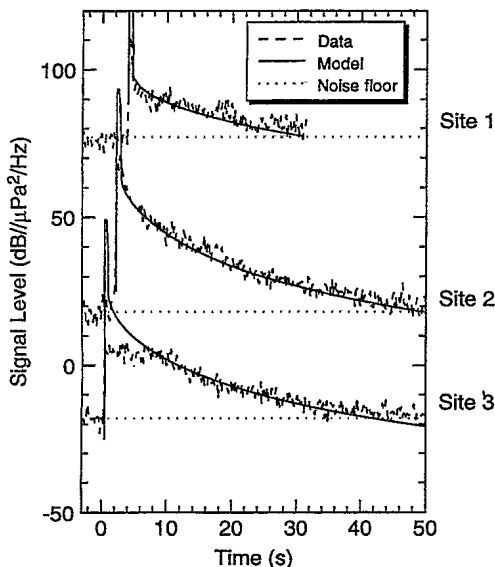 Data
Model
Noise floor
100
50
0
-50
Signal Level (dB//μPa²/Hz)
Site 1
Site 2
Site 3
0 10 20 30 40 50
Time (s)